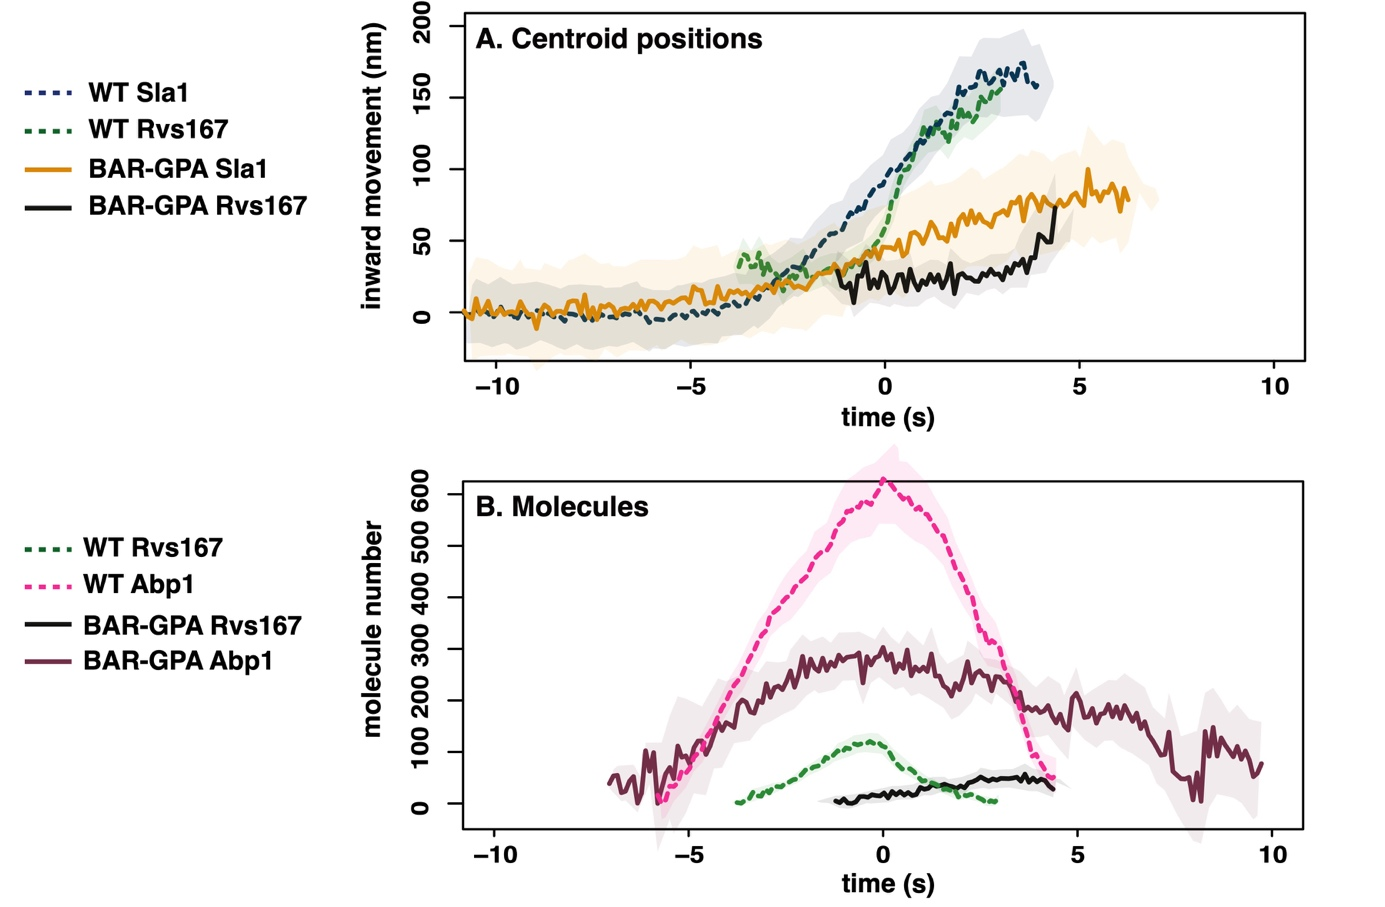 A. Centroid positions
WT Sla1
WT Rvs167
BAR-GPA Sla1
BAR-GPA Rvs167
inward movement (nm)
200
150
100
50
0
–10
–5
0
5
10
time (s)
B. Molecules
WT Rvs167
WT Abp1
BAR-GPA Rvs167
BAR-GPA Abp1
molecule number
600
500
400
300
200
100
0
–10
–5
0
5
10
time (s)